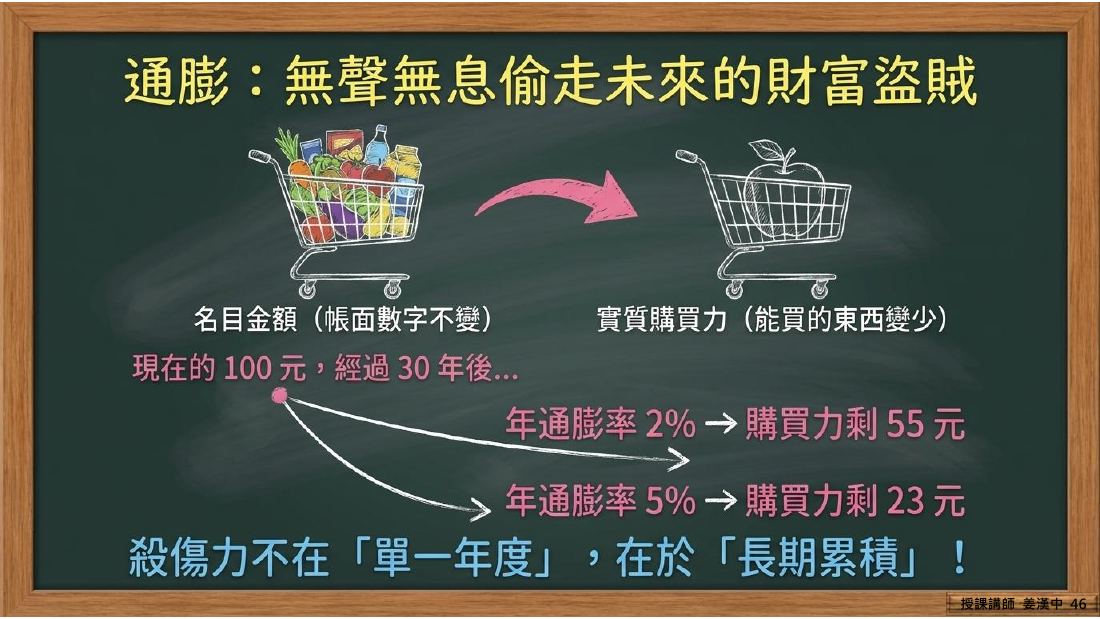 通膨：無聲無息偷走未來的財富盜賊
名目金額（帳面數字不變）
實質購買力（能買的東西變少）
現在的 100 元，經過 30 年後...
年通膨率 2% → 購買力剩 55 元
年通膨率 5% → 購買力剩 23 元
殺傷力不在「單一年度」，在於「長期累積」！
授課講師 姜漢中 46